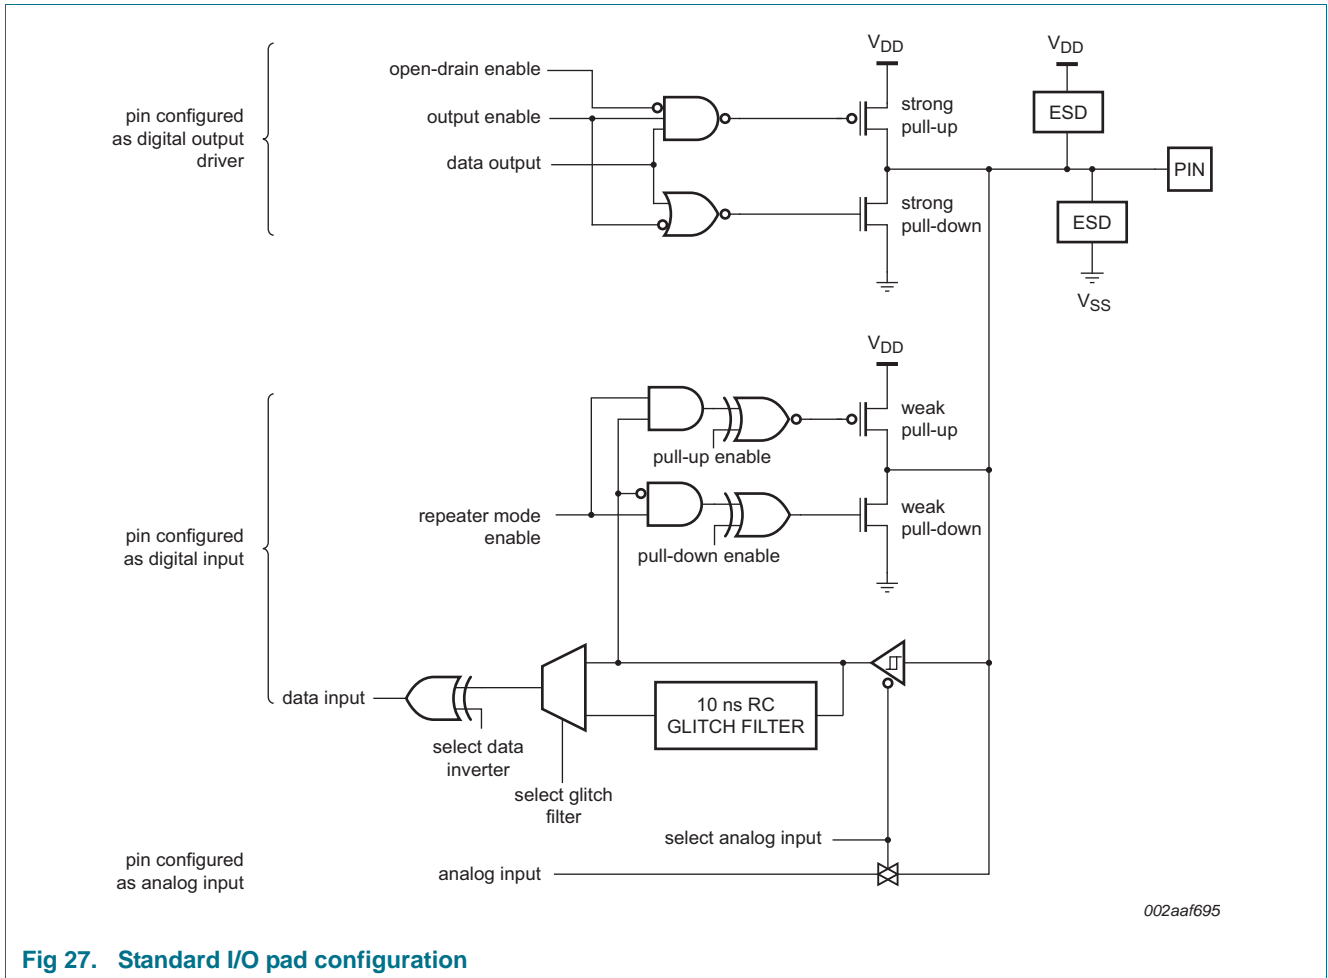 VDD
VDD
open-drain enable
strong
pull-up
ESD
pin configured
as digital output
driver
output enable
data output
PIN
strong
pull-down
ESD
VSS
VDD
weak
pull-up
pull-up enable
pin configured
as digital input
repeater mode
enable
weak
pull-down
pull-down enable
data input
10 ns RC
GLITCH FILTER
select data
inverter
select glitch
filter
select analog input
pin configured
as analog input
analog input
002aaf695
Fig 27. Standard I/O pad configuration